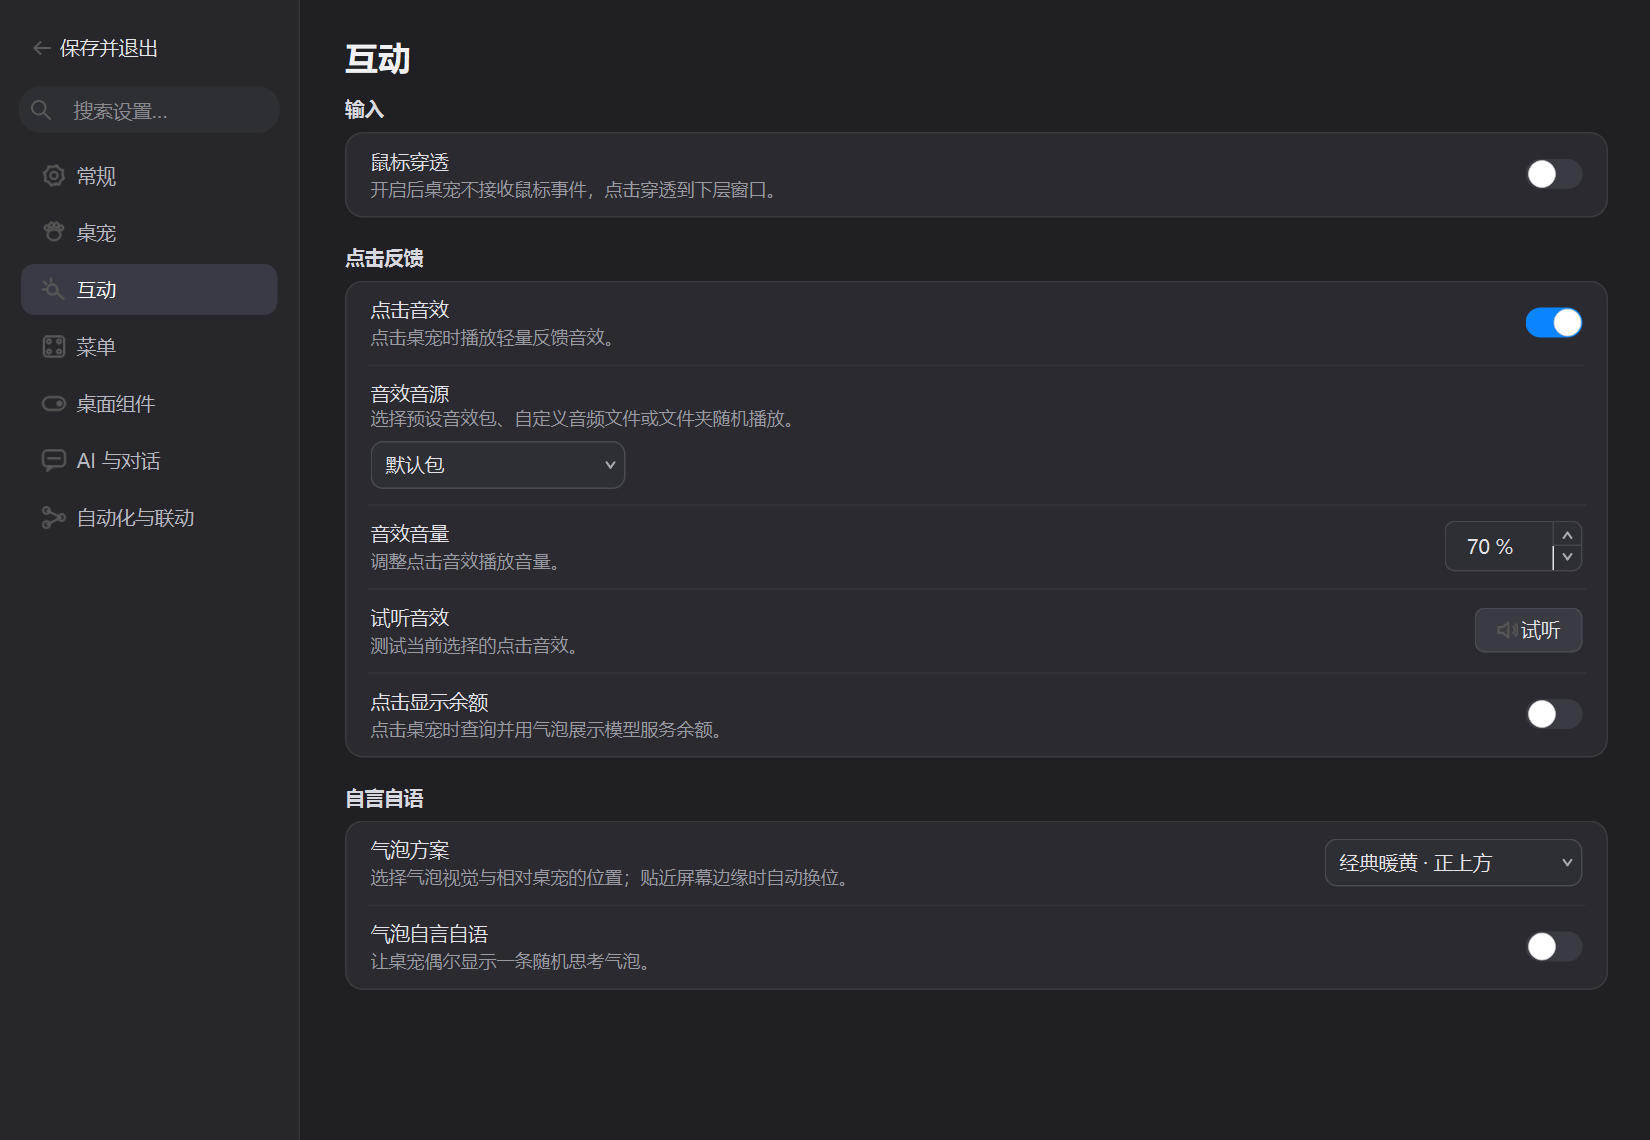 保存并退出
搜索设置...
常规
桌宠
互动
菜单
桌面组件
AI 与对话
自动化与联动
互动
输入
鼠标穿透
开启后桌宠不接收鼠标事件，点击穿透到下层窗口。
点击反馈
点击音效
点击桌宠时播放轻量反馈音效。
音效音源
选择预设音效包、自定义音频文件或文件夹随机播放。
默认包
音效音量
调整点击音效播放音量。
70 %
试听音效
测试当前选择的点击音效。
试听
点击显示余额
点击桌宠时查询并用气泡展示模型服务余额。
自言自语
气泡方案
选择气泡视觉与相对桌宠的位置；贴近屏幕边缘时自动换位。
经典暖黄 · 正上方
气泡自言自语
让桌宠偶尔显示一条随机思考气泡。